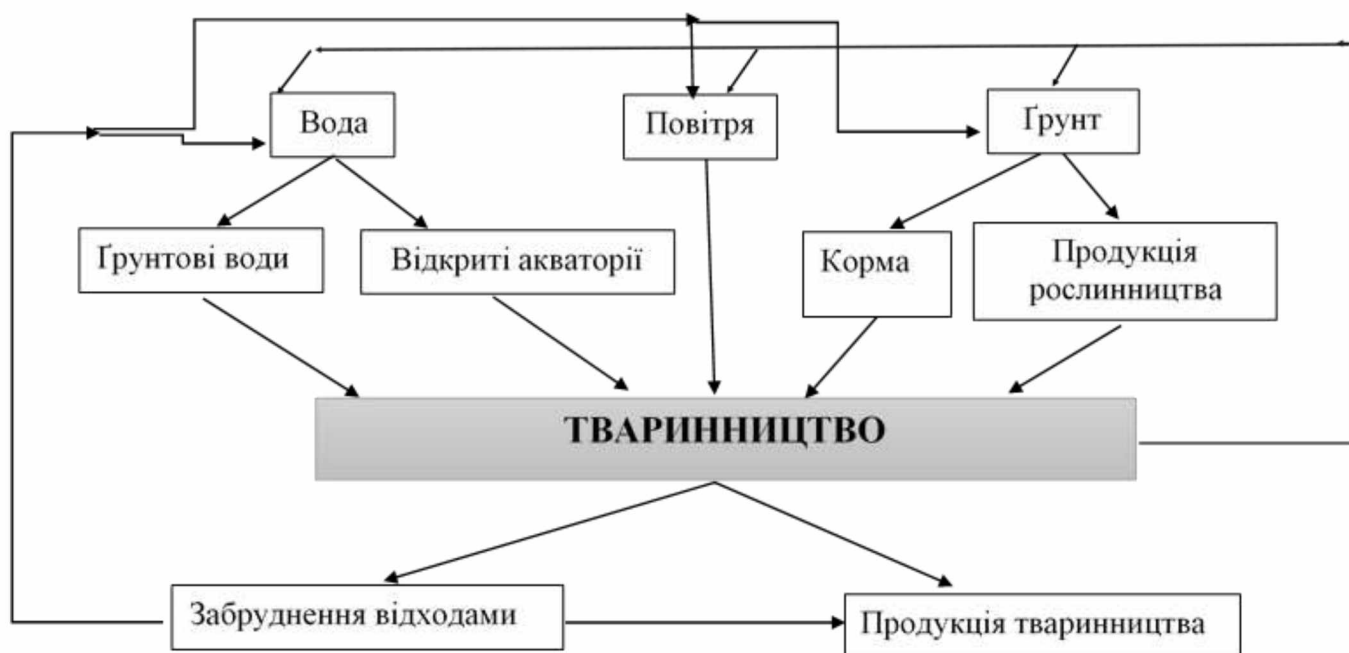 Вода
Повітря
Ґрунт
Ґрунтові води
Відкриті акваторії
Корма
Продукція
рослинництва
ТВАРИННИЦТВО
Забруднення відходами
Продукція тваринництва